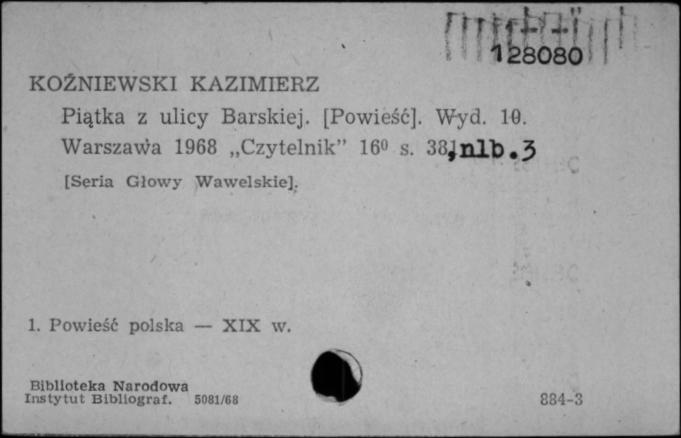 128080
KOŹNIEWSKI KAZIMIERZ
Piątka z ulicy Barskiej. [Powieść]. Wyd. 10.
Warszawa 1968 „Czytelnik” 16⁰ s. 381, nlb. 3
[Seria Głowy Wawelskie].
1. Powieść polska — XIX w.
Biblioteka Narodowa
Instytut Bibliograf. 5081/68
884-3